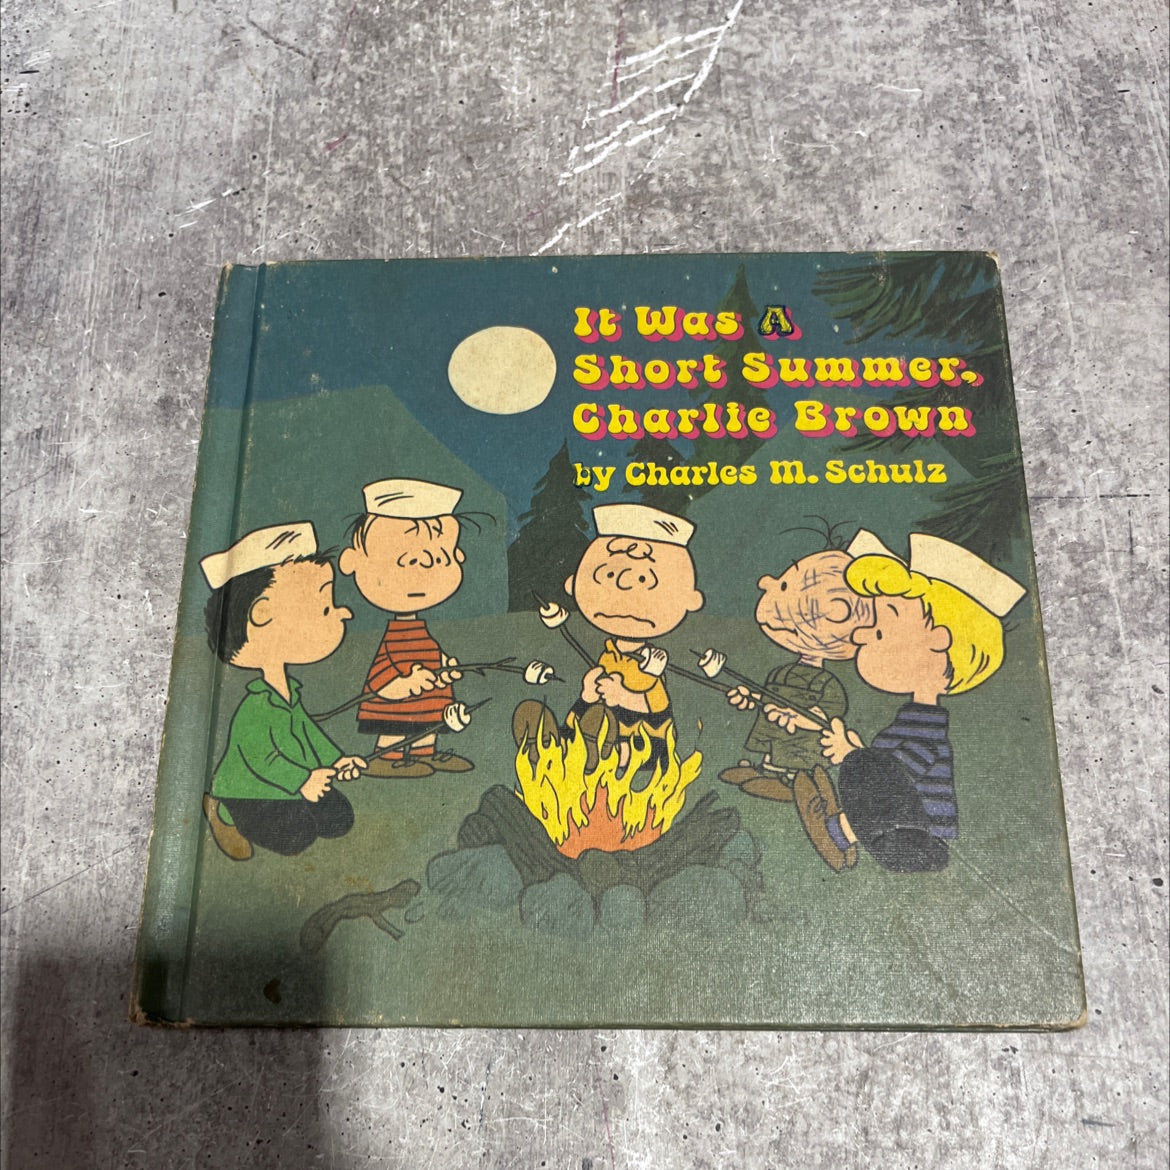 It Was A
Short Summer,
Charlie Brown
by Charles M. Schulz